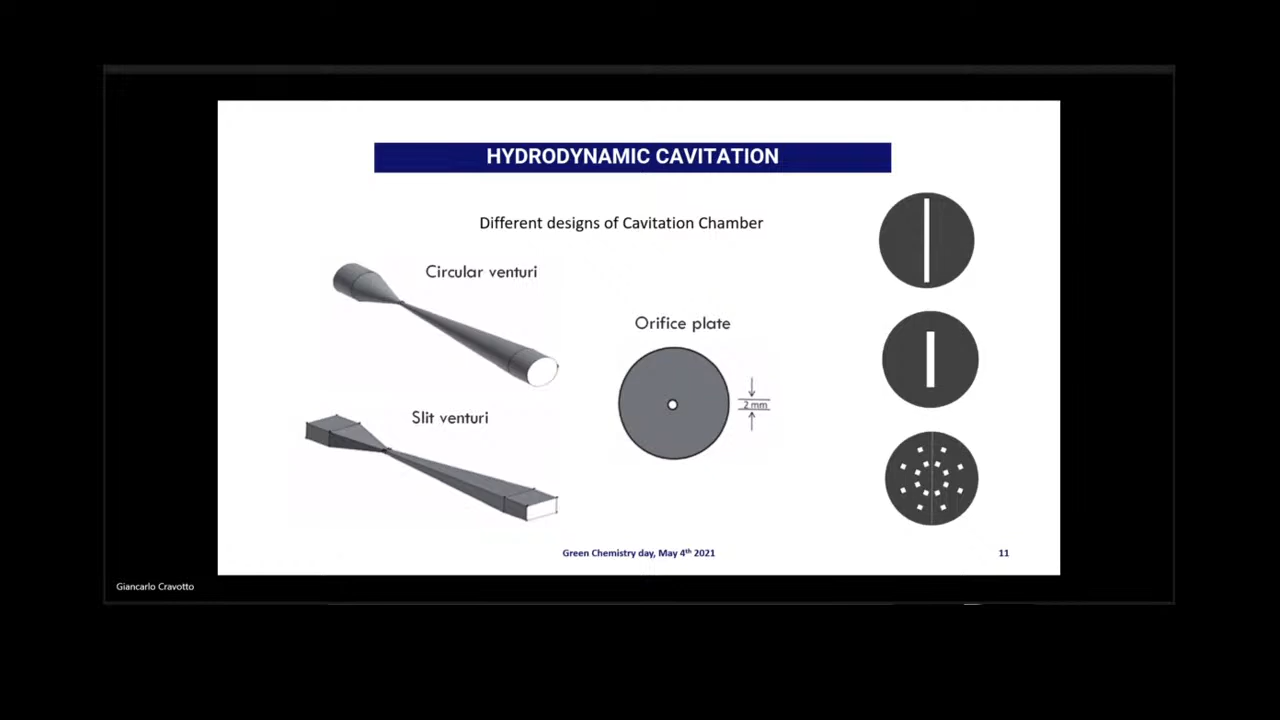 HYDRODYNAMIC CAVITATION
Different designs of Cavitation Chamber
Circular venturi
Orifice plate
2 mm
Slit venturi
Green Chemistry day, May 4th 2021
11
Giancarlo Cravotto